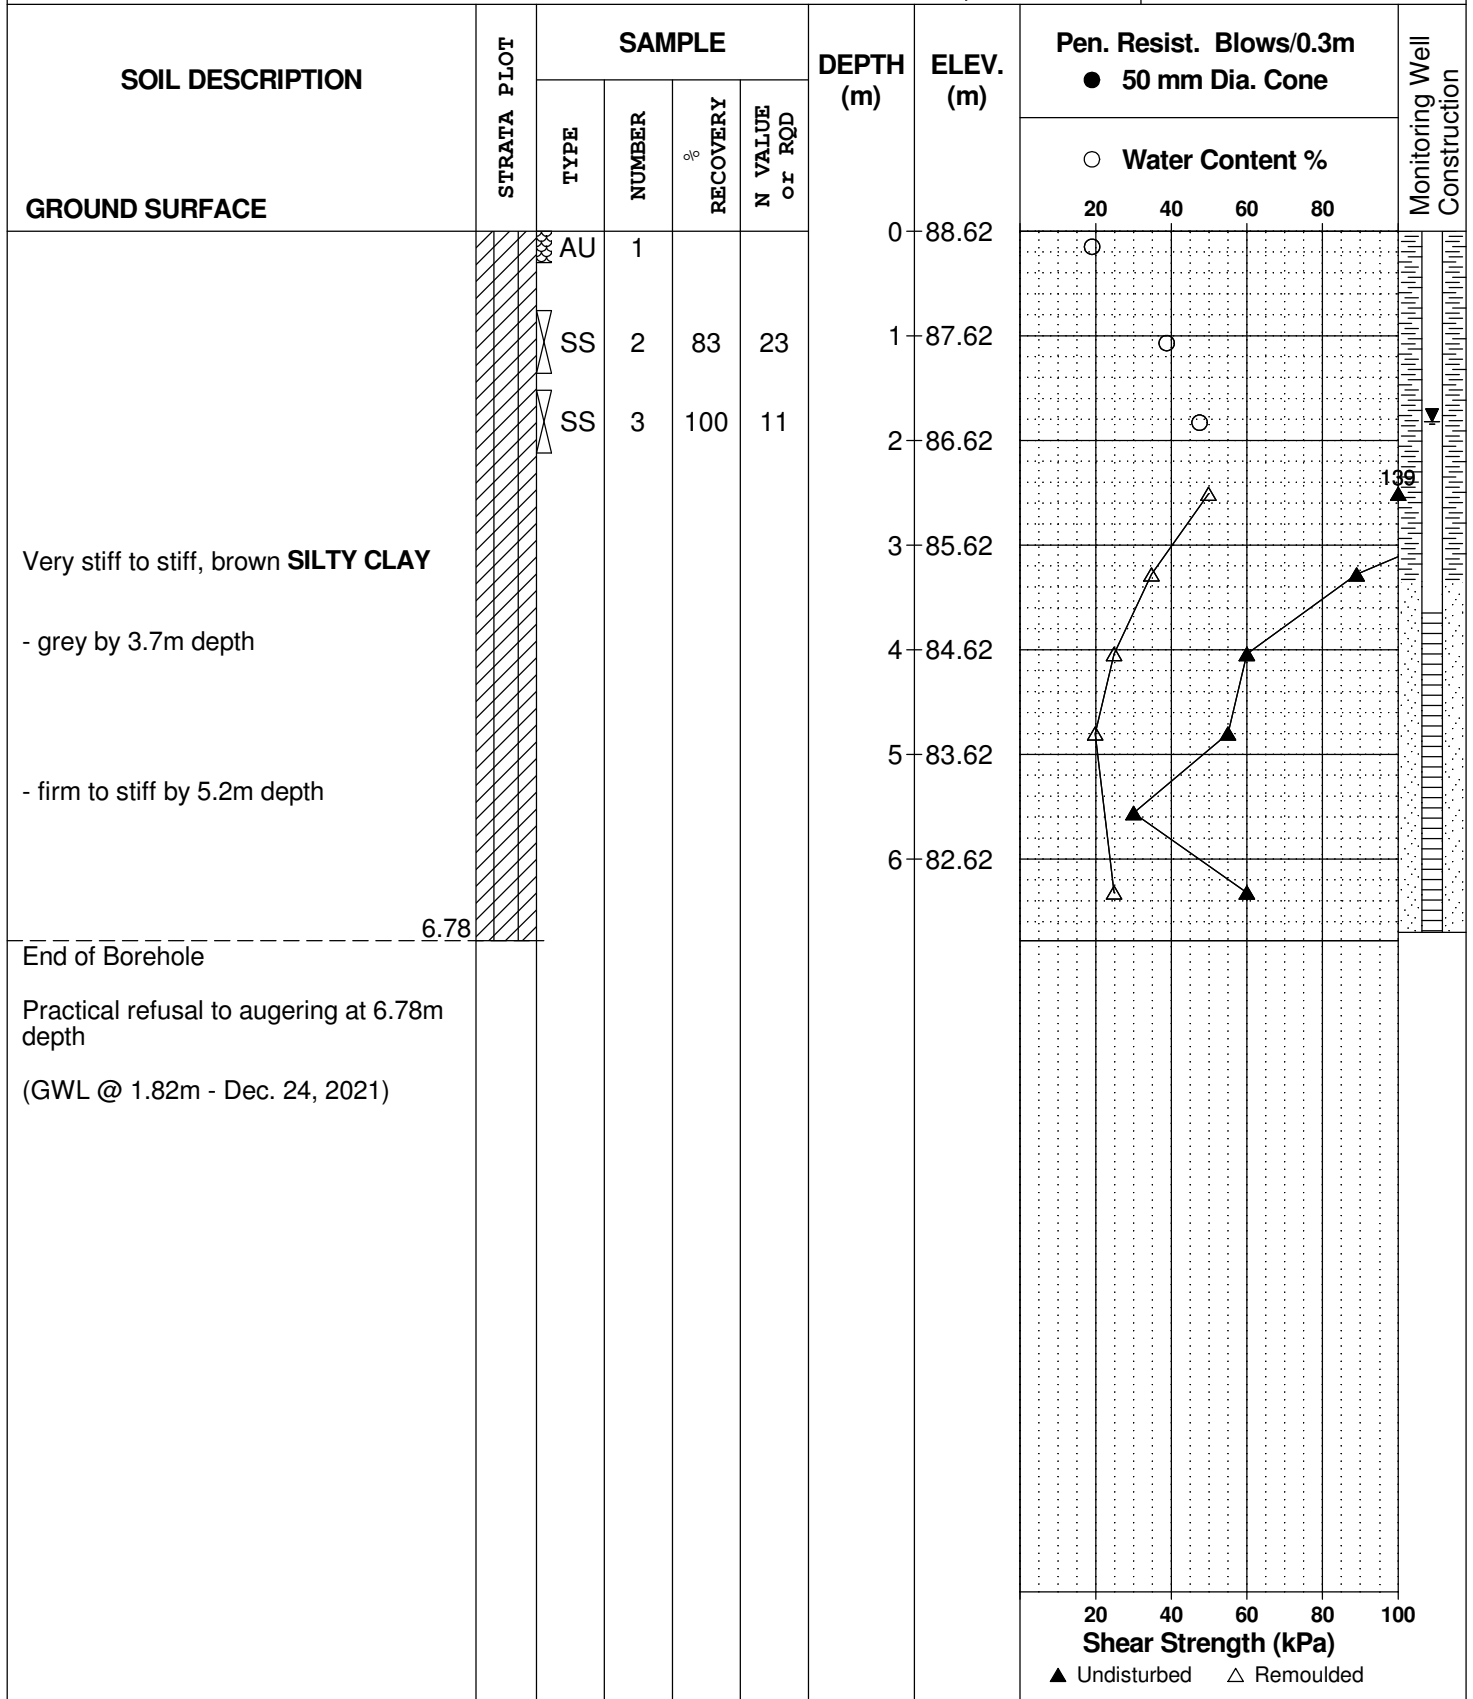 SOIL DESCRIPTION
GROUND SURFACE
STRATA PLOT
SAMPLE
TYPE
NUMBER
%
RECOVERY
N VALUE
or RQD
DEPTH
(m)
ELEV.
(m)
Pen. Resist. Blows/0.3m
● 50 mm Dia. Cone
○ Water Content %
20 40 60 80
Monitoring Well
Construction
0 88.62
AU 1
SS 2 83 23
1 87.62
SS 3 100 11
2 86.62
139
3 85.62
Very stiff to stiff, brown SILTY CLAY
- grey by 3.7m depth
4 84.62
5 83.62
- firm to stiff by 5.2m depth
6 82.62
6.78
End of Borehole
Practical refusal to augering at 6.78m
depth
(GWL @ 1.82m - Dec. 24, 2021)
20 40 60 80 100
Shear Strength (kPa)
▲ Undisturbed △ Remoulded